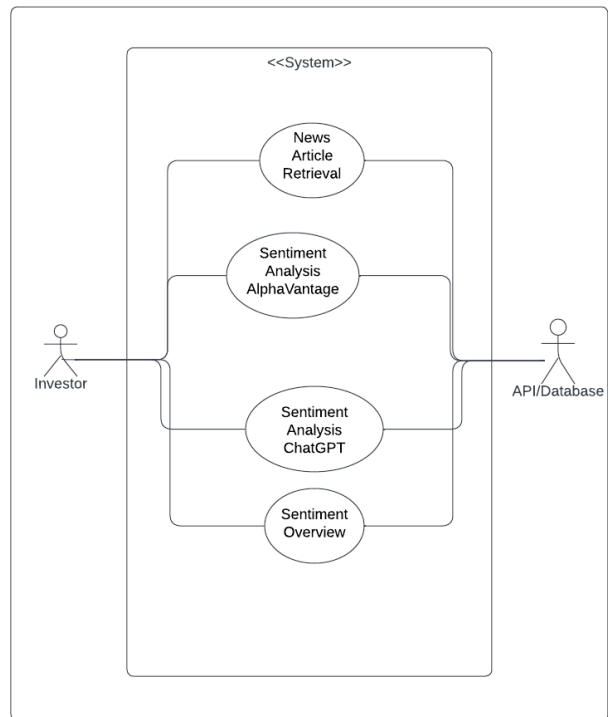 <<System>>
News
Article
Retrieval
Sentiment
Analysis
AlphaVantage
Investor
API/Database
Sentiment
Analysis
ChatGPT
Sentiment
Overview